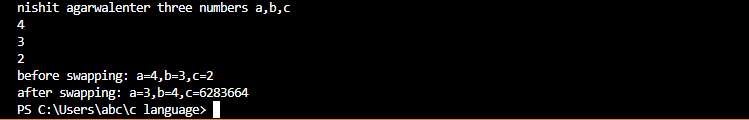 nishit agarwalenter three numbers a,b,c
4
3
2
before swapping: a=4,b=3,c=2
after swapping: a=3,b=4,c=6283664
PS C:\Users\abc\c language>